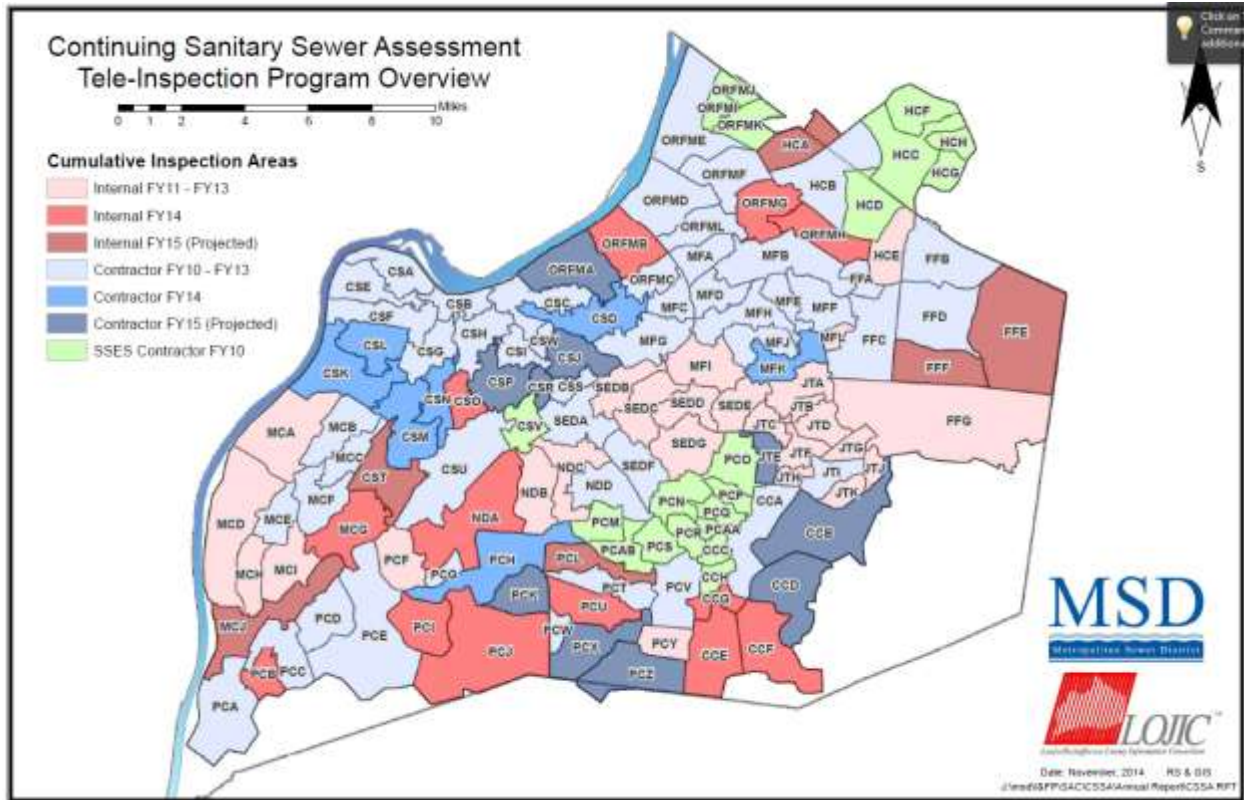 Continuing Sanitary Sewer Assessment
Tele-Inspection Program Overview
Miles
0 1 2 4 6 8 10
Cumulative Inspection Areas
Internal FY11 - FY13
Internal FY14
Internal FY15 (Projected)
Contractor FY10 - FY13
Contractor FY14
Contractor FY15 (Projected)
SSES Contractor FY10
Click on
Comman
additiona
S
ORFMJ
ORFMI
ORFMK
ORFME
HCA
HCF
HCH
HCC
HCG
ORFMF
HCB
HCD
ORFMD
ORFMG
ORFML
ORFMH
ORFMB
MFA
MFB
HCE
FFB
ORFMA
ORFMC
FFA
CSA
CSE
CSB
CSC
CSF
MFC
MFD
MFE
MFF
CSH
MFH
FFD
FFE
CSL
CSG
CSI
CSW
CSJ
MFG
MFJ
MFL
FFC
CSK
CSP
CSR
CSS
SEDB
MFI
MFK
FFF
CSN
CSO
JTA
SEDC
SEDD
SEDE
JTB
FFG
MCA
MCB
CSM
CSV
SEDA
JTC
JTD
MCC
SEDG
JTG
CSU
NDC
SEDF
PCO
JTE
JTF
CST
NDD
JTH
JTI
JTJ
MCF
NDB
PCN
PCP
CCA
JTK
MCD
MCE
MCG
NDA
PCM
PCQ
PCR
PCAA
CCB
PCF
PCH
PCAB
PCS
CCC
MCH
MCI
PCG
PCL
CCH
PCK
PCT
PCV
CCD
PCU
CCG
MCJ
PCD
PCE
PCI
PCW
PCY
PCJ
PCX
CCE
CCF
PCB
PCC
PCZ
PCA
MSD
Metropolitan Sewer District
LOJIC™
Date: November, 2014 RS & GIS